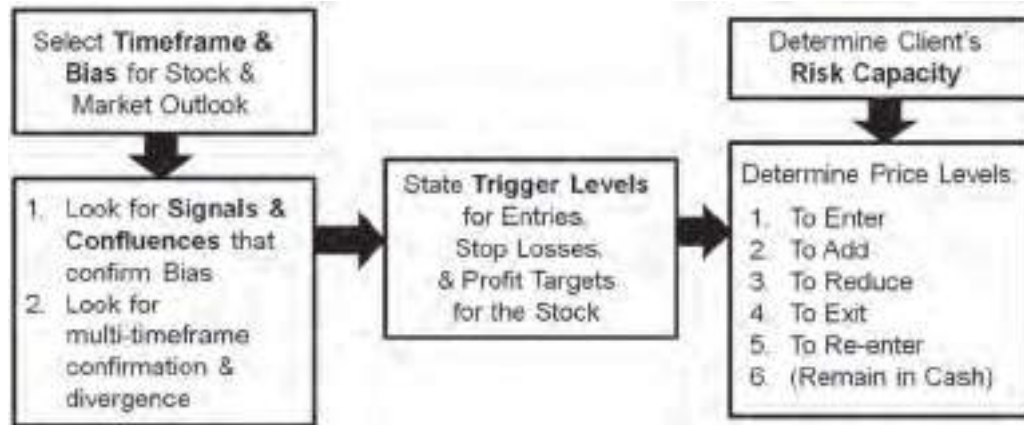 Select Timeframe &
Bias for Stock &
Market Outlook
1. Look for Signals &
Confluences that
confirm Bias
2. Look for
multi-timeframe
confirmation &
divergence
State Trigger Levels
for Entries,
Stop Losses,
& Profit Targets
for the Stock
Determine Client's
Risk Capacity
Determine Price Levels:
1. To Enter
2. To Add
3. To Reduce
4. To Exit
5. To Re-enter
6. (Remain in Cash)